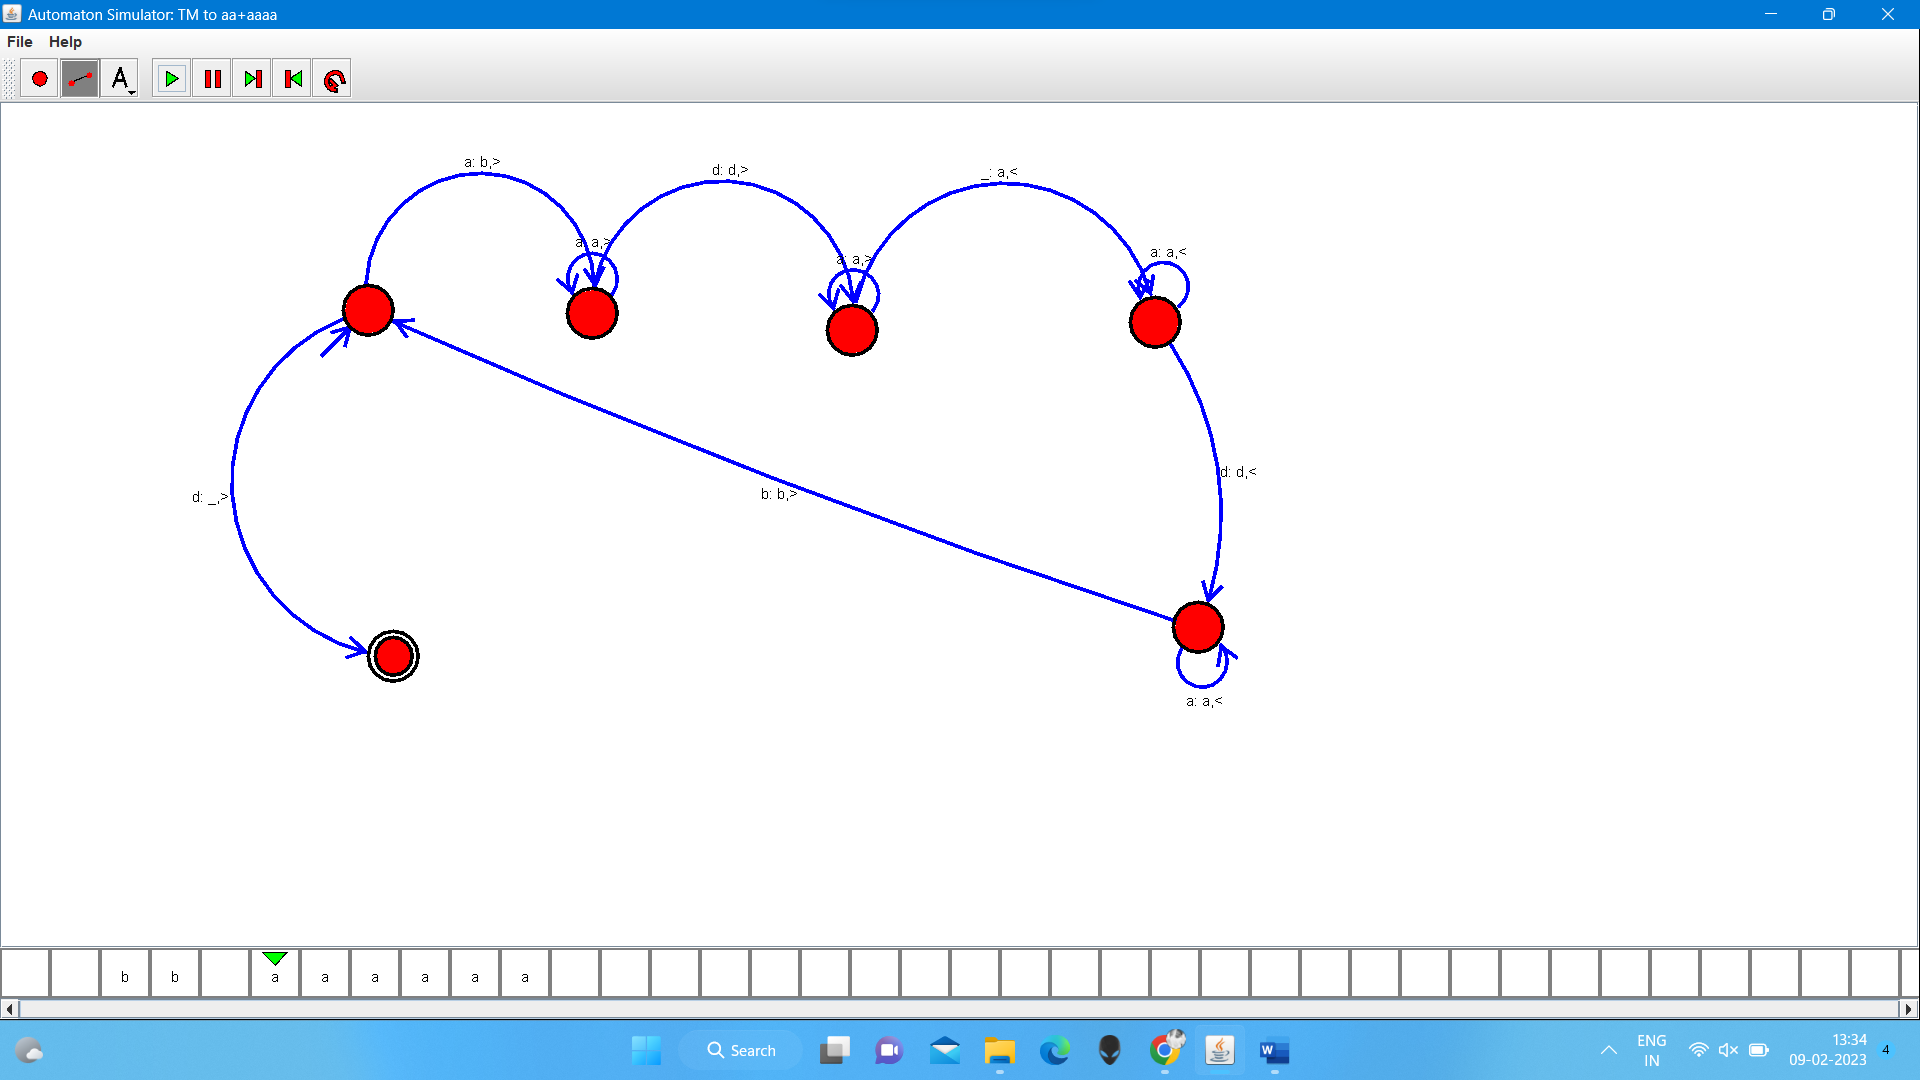 Automaton Simulator: TM to aa+aaaa
File Help
A
a: b,>
d: d,>
_: a,<
a: a,>
a: a,>
a: a,<
d: d,<
b: b,>
d: _,>
a: a,<
b b a a a a a a
Search
ENG
IN
13:34
09-02-2023
4